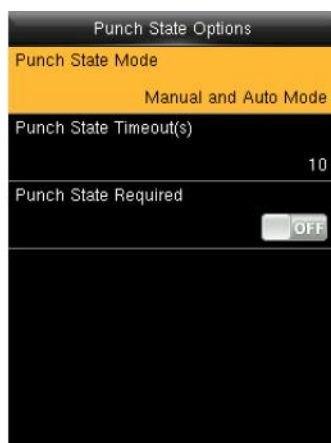 Punch State Options
Punch State Mode
Manual and Auto Mode
Punch State Timeout(s)
10
Punch State Required
OFF